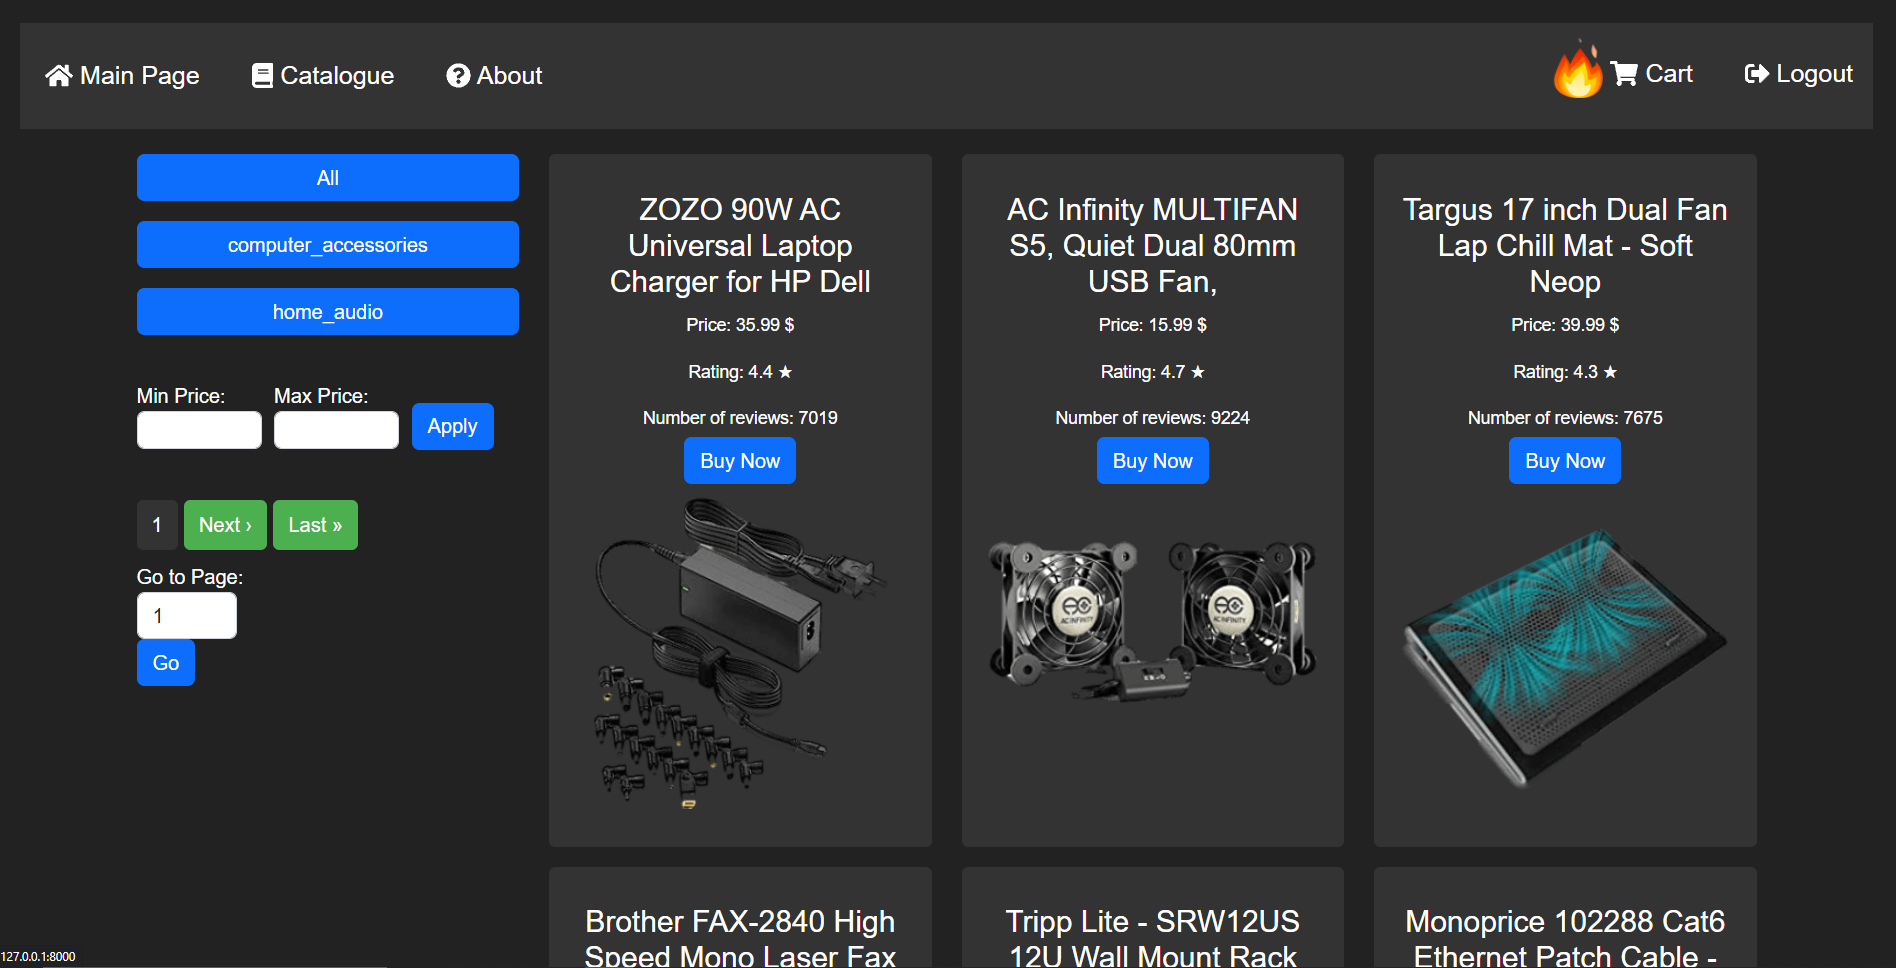 Main Page
Catalogue
About
Cart
Logout
All
computer_accessories
home_audio
Min Price:
Max Price:
Apply
1
Next ›
Last »
Go to Page:
1
Go
ZOZO 90W AC
Universal Laptop
Charger for HP Dell
Price: 35.99 $
Rating: 4.4 ★
Number of reviews: 7019
Buy Now
AC Infinity MULTIFAN
S5, Quiet Dual 80mm
USB Fan,
Price: 15.99 $
Rating: 4.7 ★
Number of reviews: 9224
Buy Now
AC INFINITY
AC INFINITY
Targus 17 inch Dual Fan
Lap Chill Mat - Soft
Neop
Price: 39.99 $
Rating: 4.3 ★
Number of reviews: 7675
Buy Now
Brother FAX-2840 High
Speed Mono Laser Fax
Tripp Lite - SRW12US
12U Wall Mount Rack
Monoprice 102288 Cat6
Ethernet Patch Cable -
127.0.0.1:8000